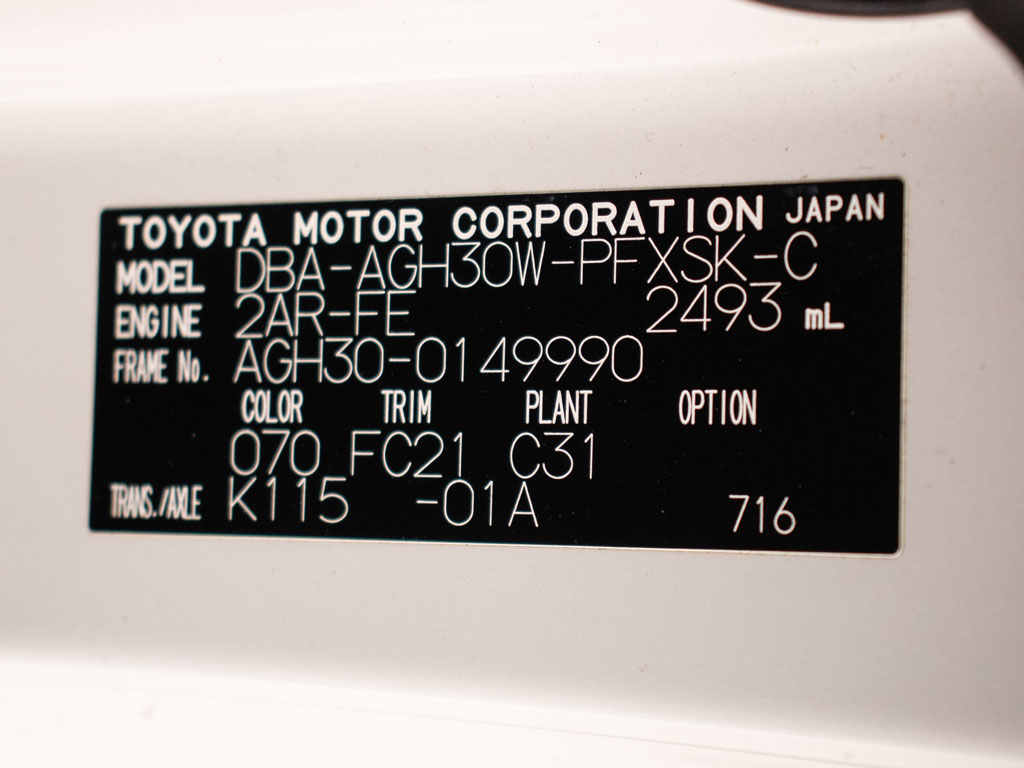 TOYOTA MOTOR CORPORATION JAPAN
MODEL DBA-AGH30W-PFXSK-C
ENGINE 2AR-FE 2493 mL
FRAME No. AGH30-0149990
COLOR TRIM PLANT OPTION
070 FC21 C31
TRANS./AXLE K115 -01A 716